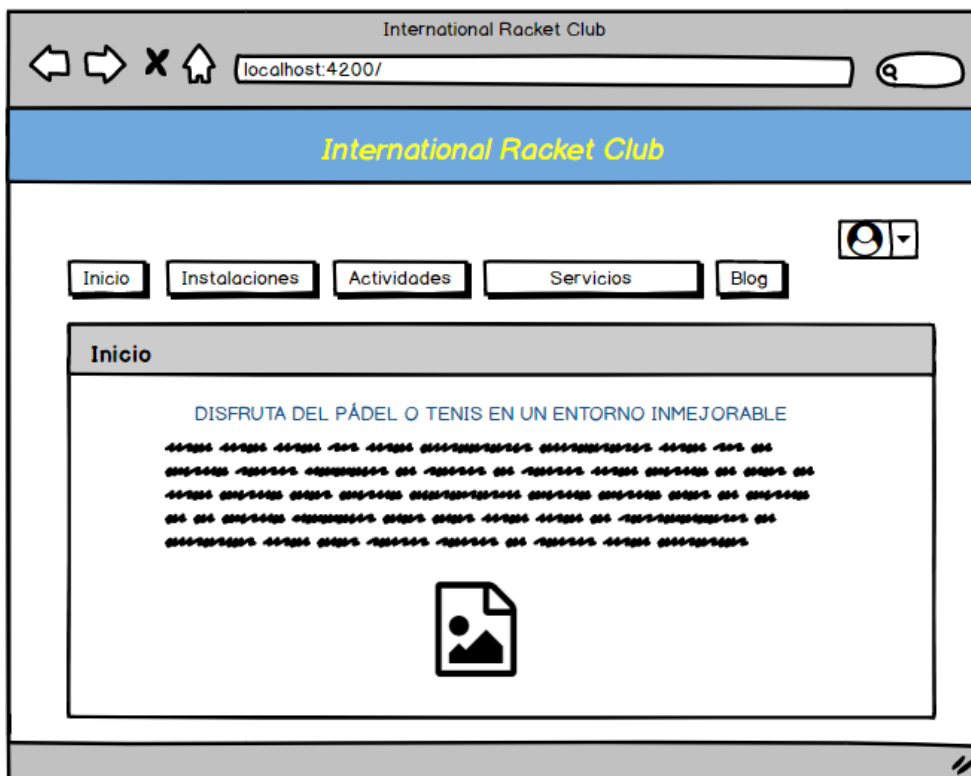 International Racket Club
localhost:4200/
International Racket Club
Inicio
Instalaciones
Actividades
Servicios
Blog
Inicio
DISFRUTA DEL PÁDEL O TENIS EN UN ENTORNO INMEJORABLE